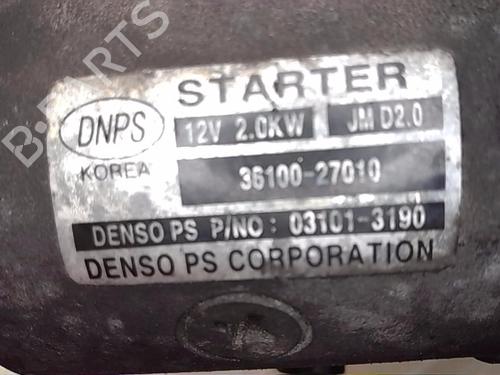 STARTER
DNPS
12V 2.0KW JM D2.0
KOREA
36100-27010
DENSO PS P/NO : 03101-3190
DENSO PS CORPORATION
B-PARTS